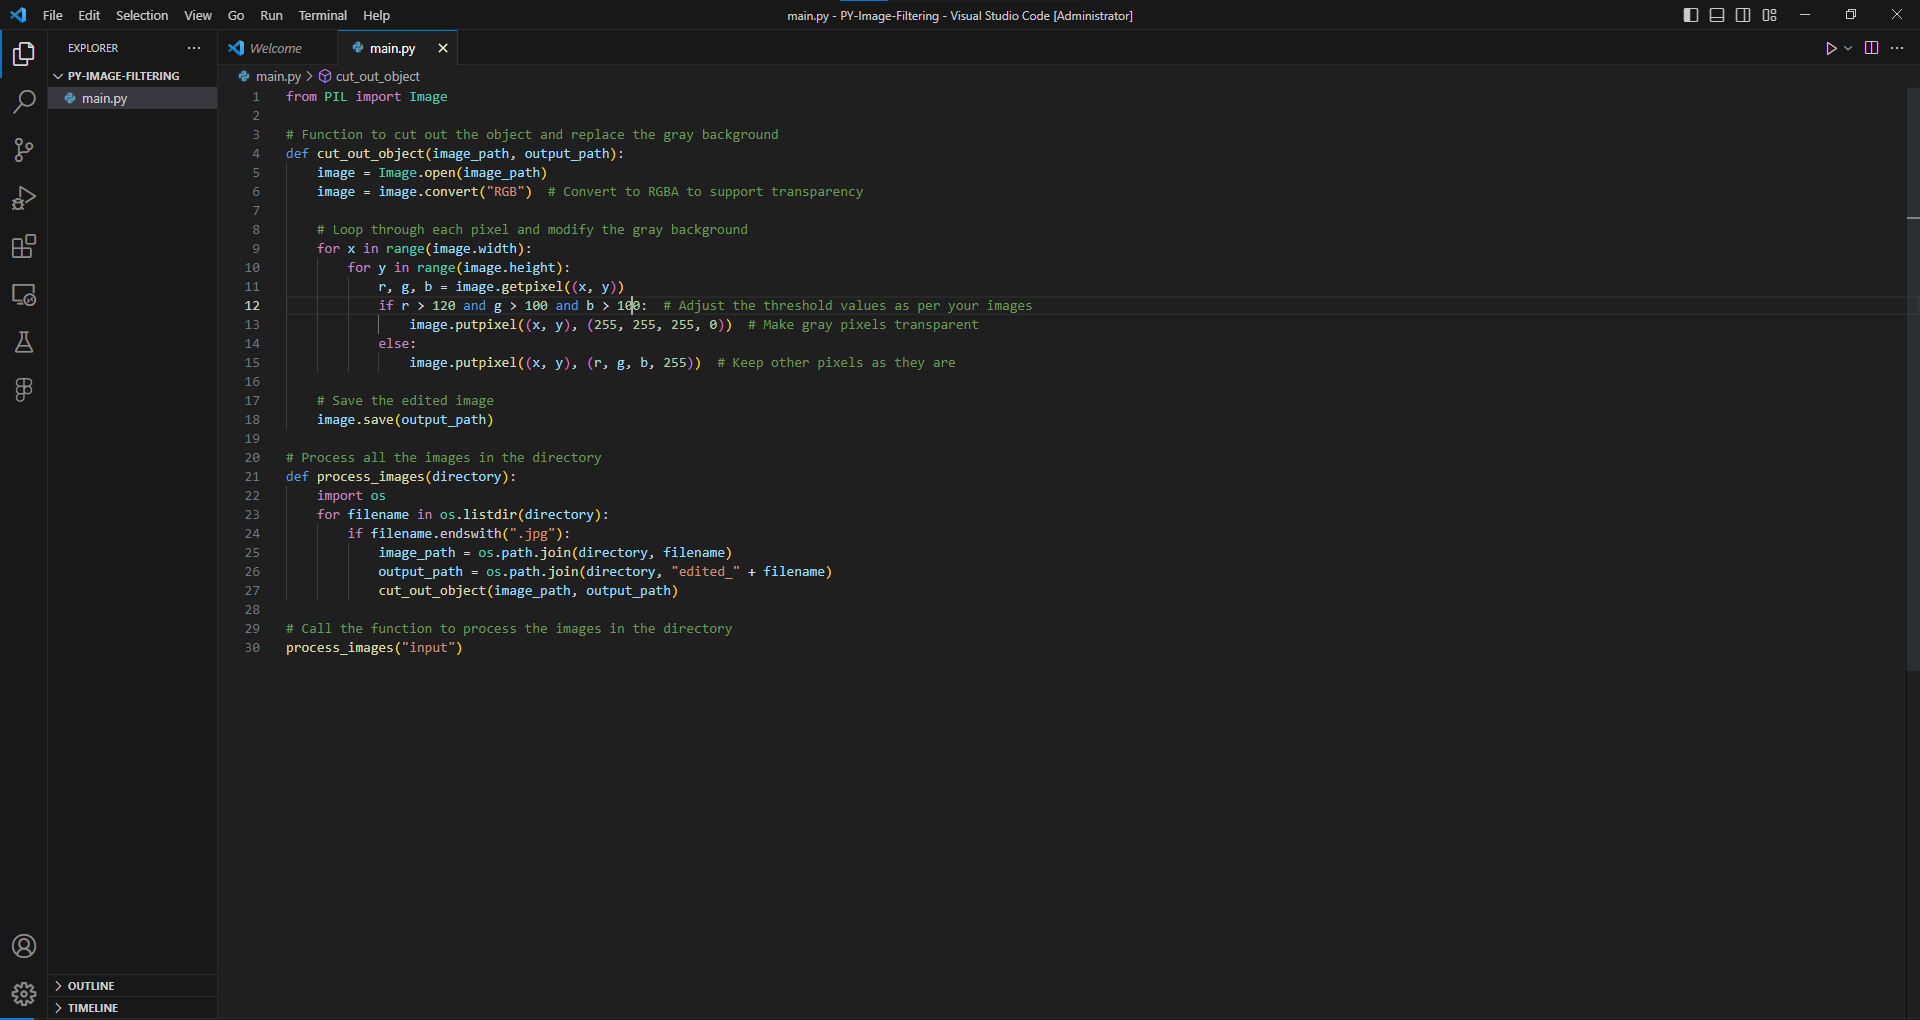 File Edit Selection View Go Run Terminal Help
main.py - PY-Image-Filtering - Visual Studio Code [Administrator]
EXPLORER
Welcome
main.py
PY-IMAGE-FILTERING
main.py
main.py > cut_out_object
1 from PIL import Image
2
3 # Function to cut out the object and replace the gray background
4 def cut_out_object(image_path, output_path):
5     image = Image.open(image_path)
6     image = image.convert("RGB")  # Convert to RGBA to support transparency
7
8     # Loop through each pixel and modify the gray background
9     for x in range(image.width):
10         for y in range(image.height):
11             r, g, b = image.getpixel((x, y))
12             if r > 120 and g > 100 and b > 100:  # Adjust the threshold values as per your images
13                 image.putpixel((x, y), (255, 255, 255, 0))  # Make gray pixels transparent
14             else:
15                 image.putpixel((x, y), (r, g, b, 255))  # Keep other pixels as they are
16
17     # Save the edited image
18     image.save(output_path)
19
20 # Process all the images in the directory
21 def process_images(directory):
22     import os
23     for filename in os.listdir(directory):
24         if filename.endswith(".jpg"):
25             image_path = os.path.join(directory, filename)
26             output_path = os.path.join(directory, "edited_" + filename)
27             cut_out_object(image_path, output_path)
28
29 # Call the function to process the images in the directory
30 process_images("input")
OUTLINE
TIMELINE